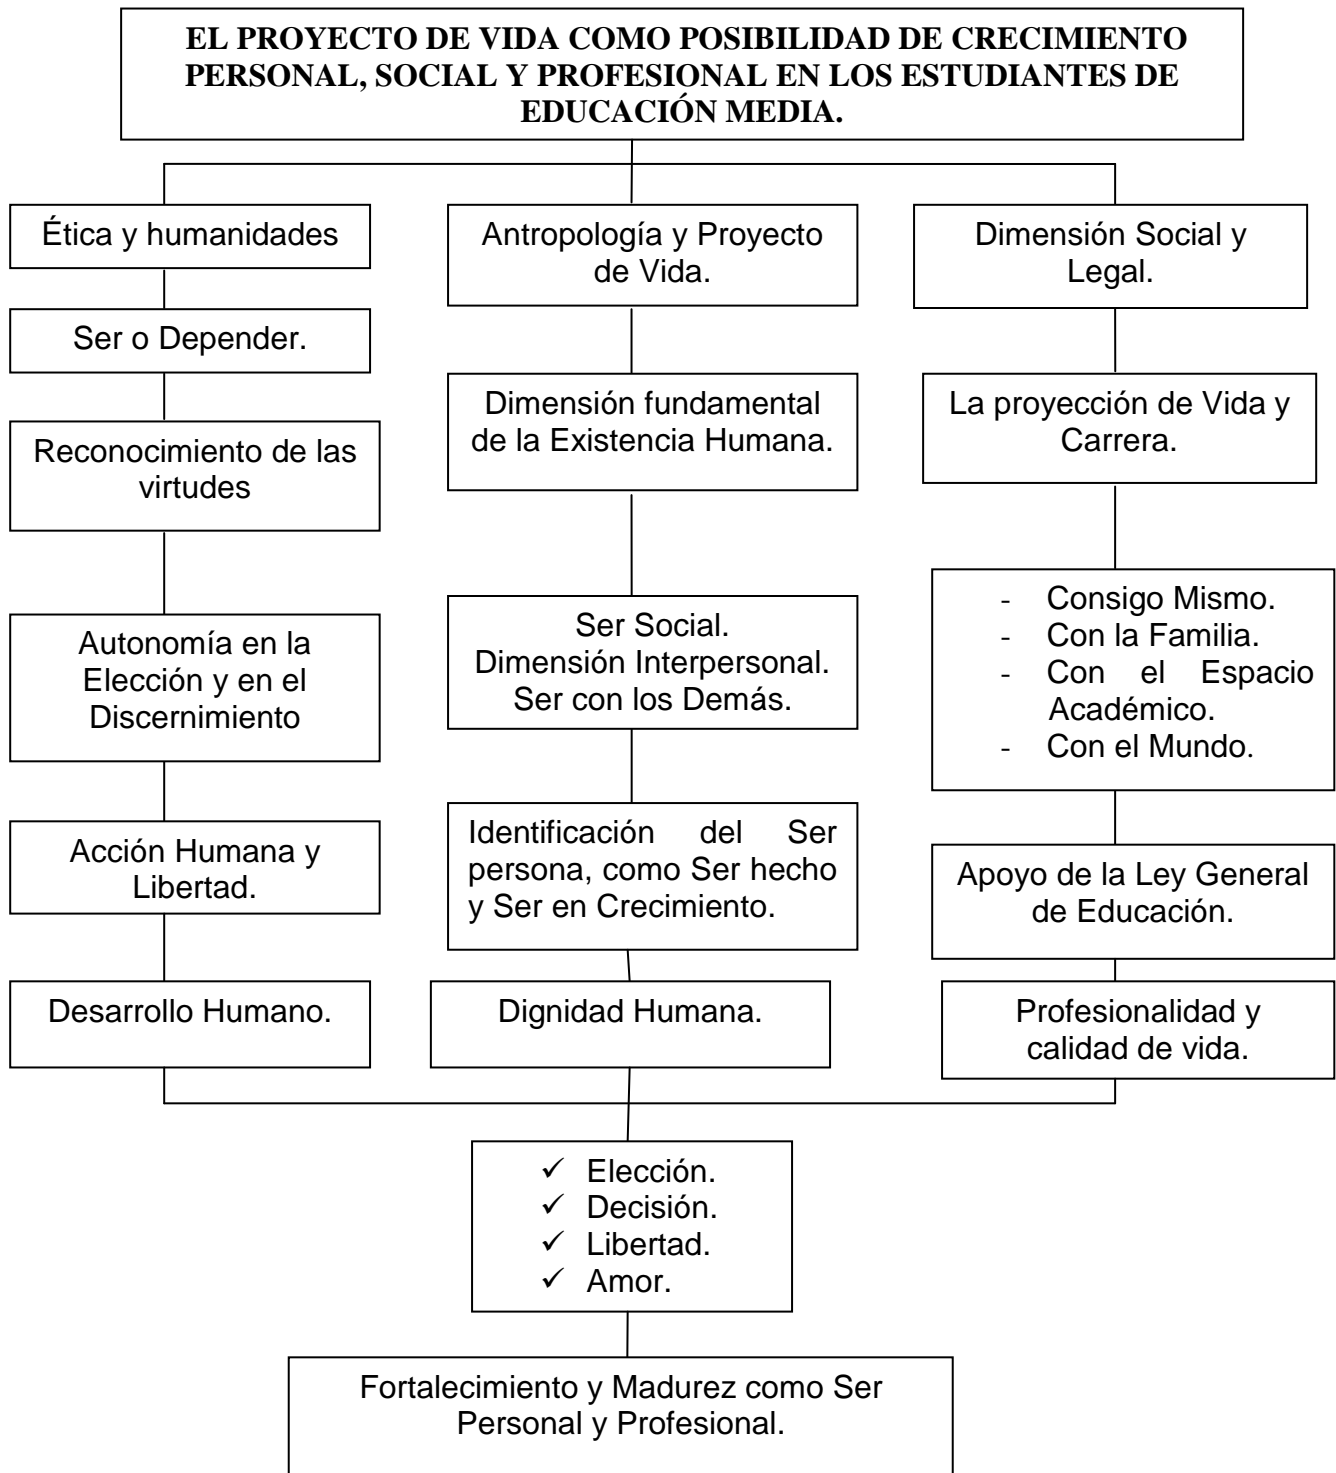 EL PROYECTO DE VIDA COMO POSIBILIDAD DE CRECIMIENTO
PERSONAL, SOCIAL Y PROFESIONAL EN LOS ESTUDIANTES DE
EDUCACIÓN MEDIA.
Ética y humanidades
Ser o Depender.
Reconocimiento de las
virtudes
Autonomía en la
Elección y en el
Discernimiento
Acción Humana y
Libertad.
Desarrollo Humano.
Antropología y Proyecto
de Vida.
Dimensión fundamental
de la Existencia Humana.
Ser Social.
Dimensión Interpersonal.
Ser con los Demás.
Identificación del Ser
persona, como Ser hecho
y Ser en Crecimiento.
Dignidad Humana.
Dimensión Social y
Legal.
La proyección de Vida y
Carrera.
- Consigo Mismo.
- Con la Familia.
- Con el Espacio
Académico.
- Con el Mundo.
Apoyo de la Ley General
de Educación.
Profesionalidad y
calidad de vida.
✓ Elección.
✓ Decisión.
✓ Libertad.
✓ Amor.
Fortalecimiento y Madurez como Ser
Personal y Profesional.